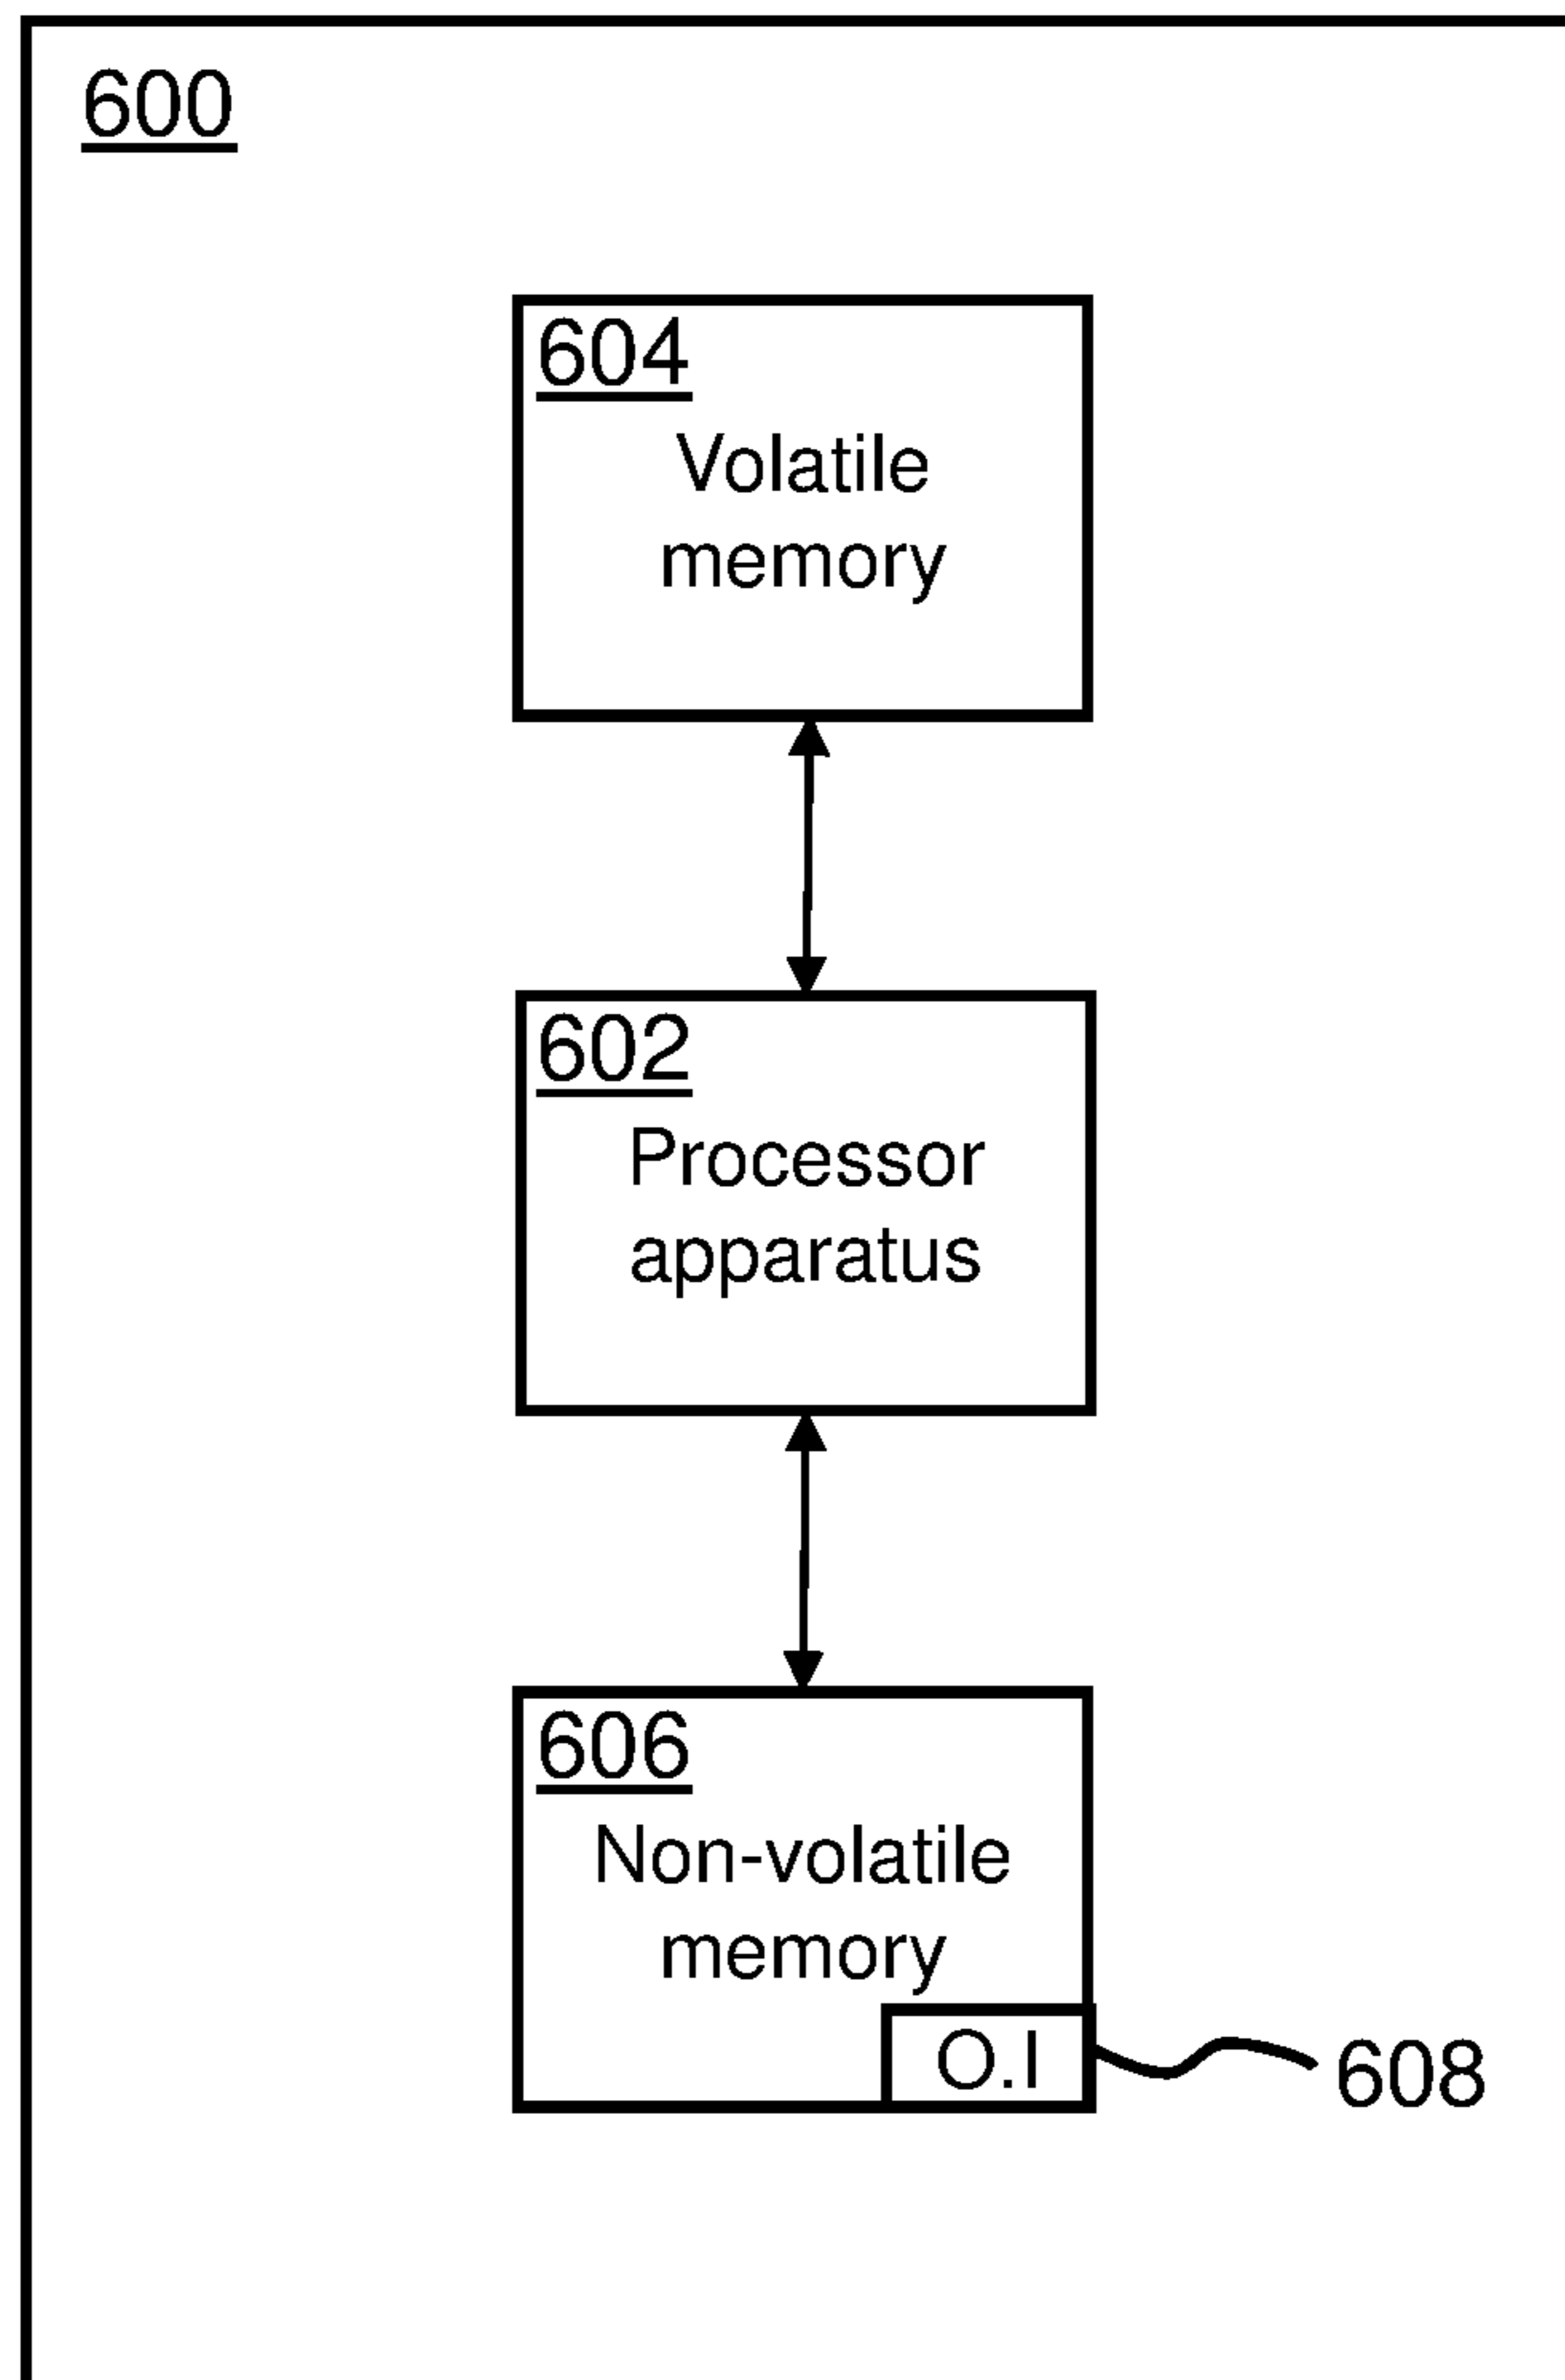 600
604
Volatile
memory
602
Processor
apparatus
606
Non-volatile
memory
O.I
608